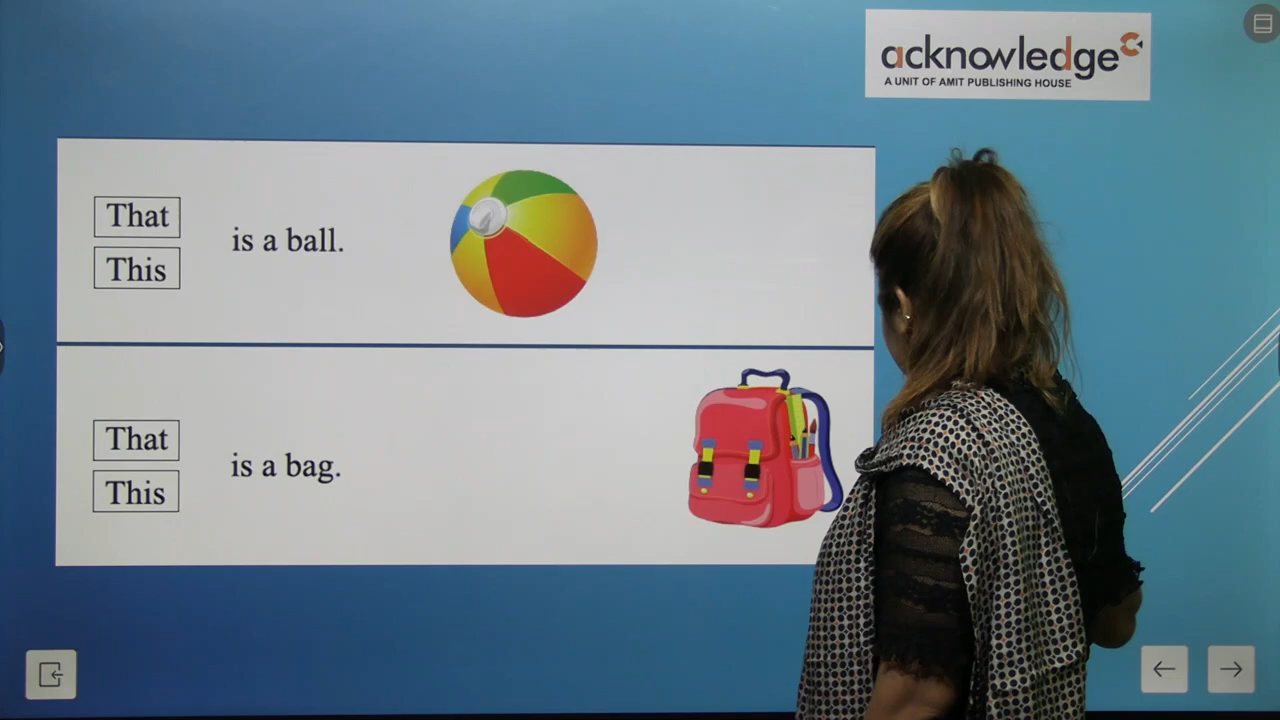 acknowledge
A UNIT OF AMIT PUBLISHING HOUSE
That
This
is a ball.
That
This
is a bag.